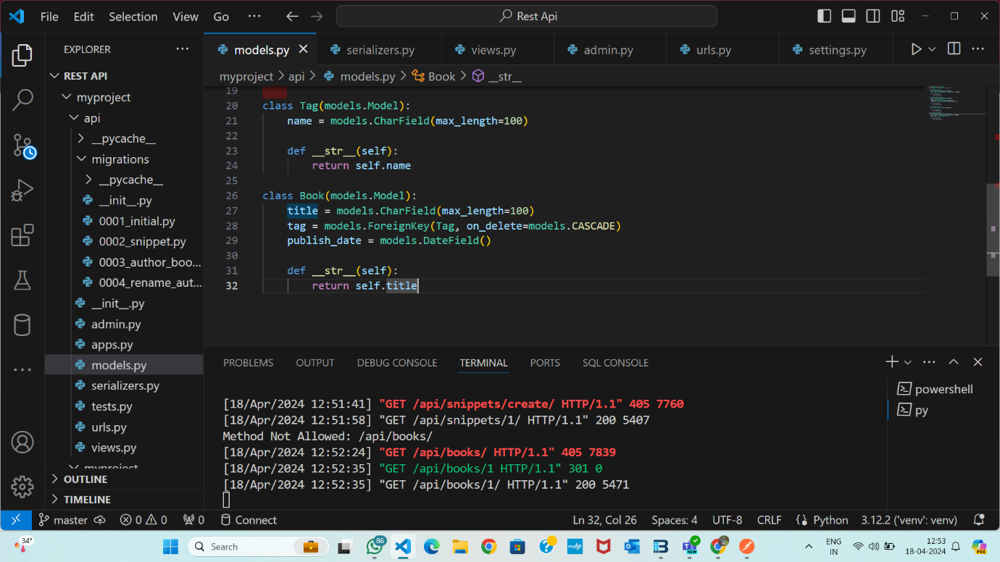 File Edit Selection View Go ··· Rest Api
EXPLORER ···
models.py serializers.py views.py admin.py urls.py settings.py ···
REST API
myproject > api > models.py > Book > __str__
myproject
api
__pycache__
migrations
__pycache__
__init__.py
0001_initial.py
0002_snippet.py
0003_author_boo...
0004_rename_aut...
__init__.py
admin.py
apps.py
models.py
serializers.py
tests.py
urls.py
views.py
myproject
OUTLINE
TIMELINE
19
20 class Tag(models.Model):
21 name = models.CharField(max_length=100)
22
23 def __str__(self):
24 return self.name
25
26 class Book(models.Model):
27 title = models.CharField(max_length=100)
28 tag = models.ForeignKey(Tag, on_delete=models.CASCADE)
29 publish_date = models.DateField()
30
31 def __str__(self):
32 return self.title
PROBLEMS OUTPUT DEBUG CONSOLE TERMINAL PORTS SQL CONSOLE
[18/Apr/2024 12:51:41] "GET /api/snippets/create/ HTTP/1.1" 405 7760
[18/Apr/2024 12:51:58] "GET /api/snippets/1/ HTTP/1.1" 200 5407
Method Not Allowed: /api/books/
[18/Apr/2024 12:52:24] "GET /api/books/ HTTP/1.1" 405 7839
[18/Apr/2024 12:52:35] "GET /api/books/1 HTTP/1.1" 301 0
[18/Apr/2024 12:52:35] "GET /api/books/1/ HTTP/1.1" 200 5471
powershell
py
master 0 0 0 Connect Ln 32, Col 26 Spaces: 4 UTF-8 CRLF Python 3.12.2 ('venv': venv)
34° Search 86 myhp NEW ENG 12:53
IN 18-04-2024 PRE